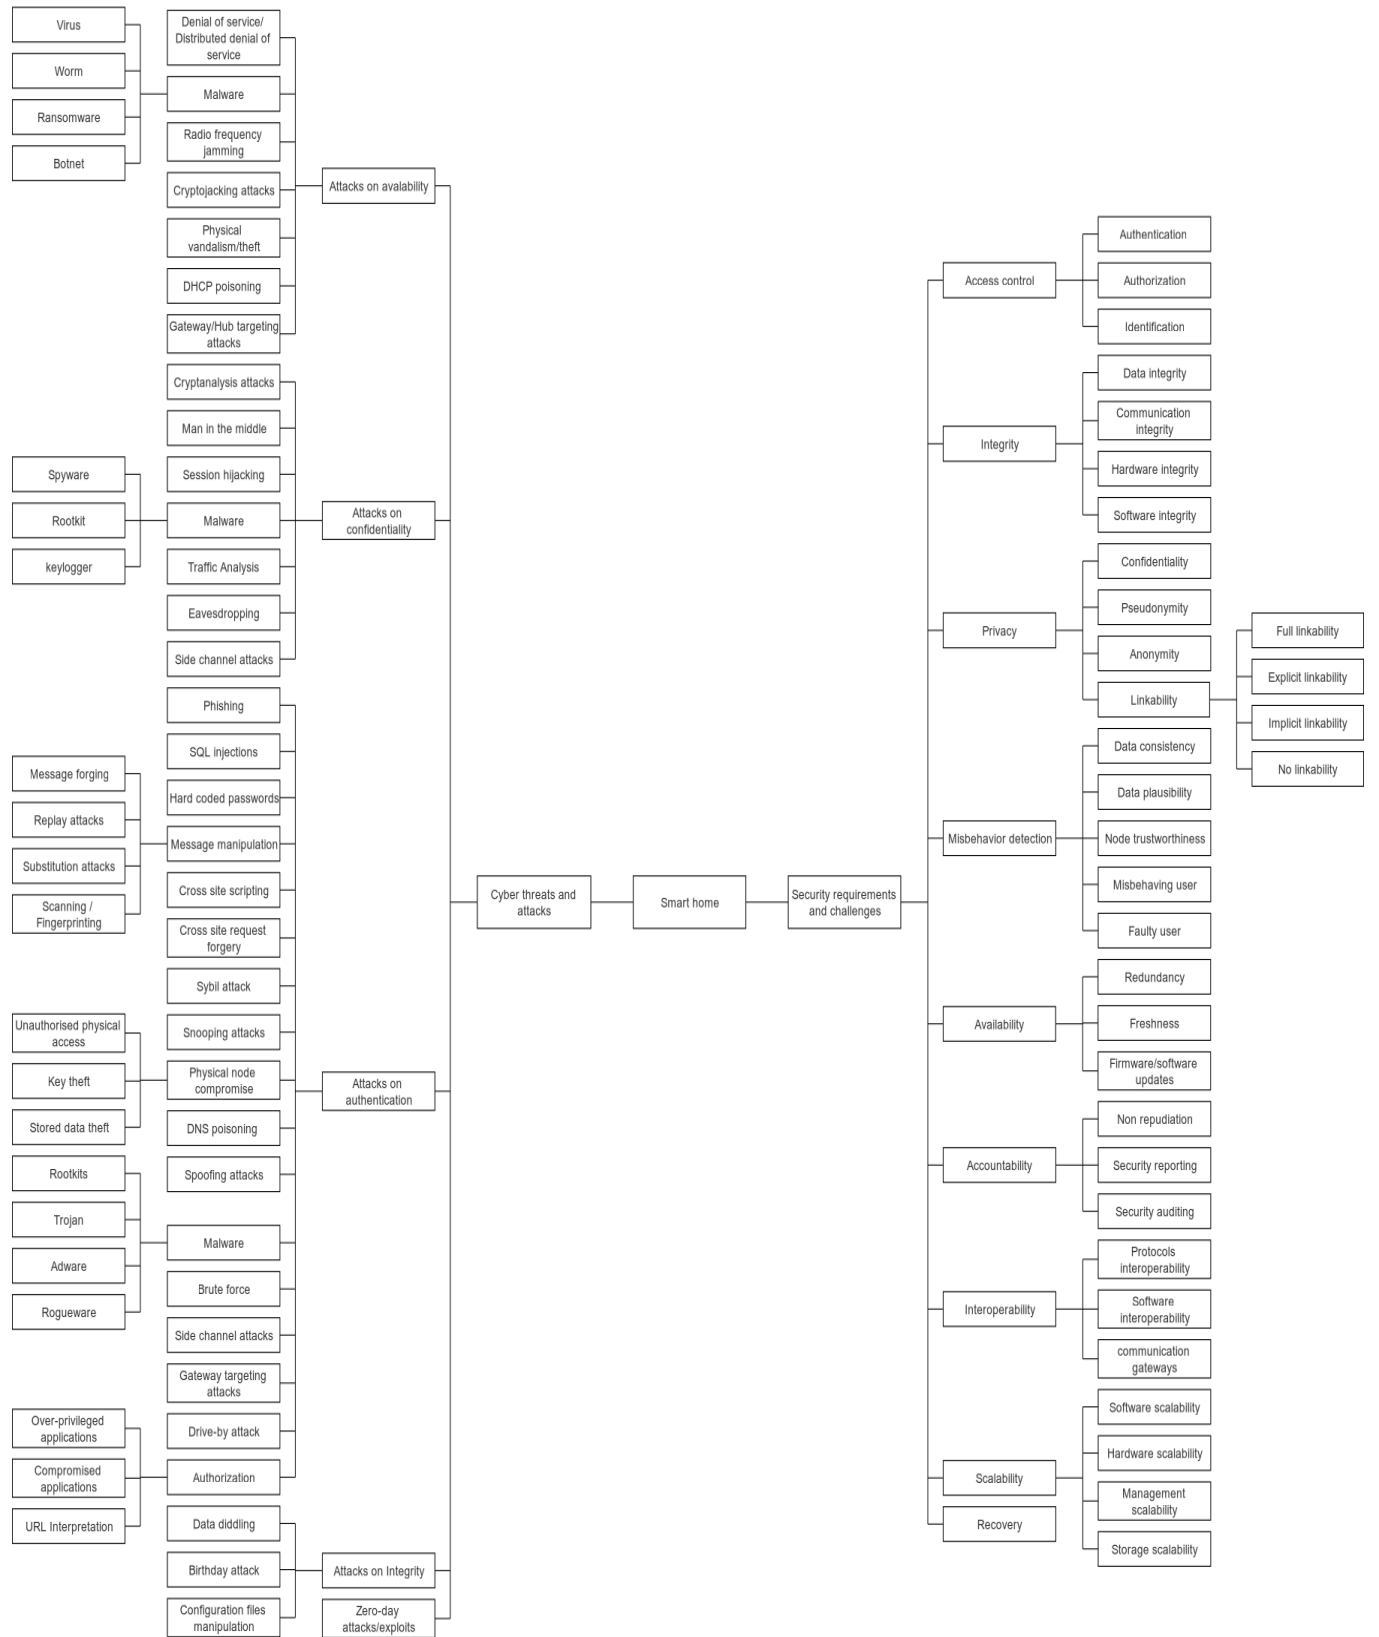 Virus
Worm
Ransomware
Botnet
Denial of service/
Distributed denial of
service
Malware
Radio frequency
jamming
Cryptojacking attacks
Physical
vandalism/theft
DHCP poisoning
Gateway/Hub targeting
attacks
Attacks on avalability
Spyware
Rootkit
keylogger
Cryptanalysis attacks
Man in the middle
Session hijacking
Malware
Traffic Analysis
Eavesdropping
Side channel attacks
Attacks on
confidentiality
Message forging
Replay attacks
Substitution attacks
Scanning /
Fingerprinting
Unauthorised physical
access
Key theft
Stored data theft
Rootkits
Trojan
Adware
Rogueware
Over-privileged
applications
Compromised
applications
URL Interpretation
Phishing
SQL injections
Hard coded passwords
Message manipulation
Cross site scripting
Cross site request
forgery
Sybil attack
Snooping attacks
Physical node
compromise
DNS poisoning
Spoofing attacks
Malware
Brute force
Side channel attacks
Gateway targeting
attacks
Drive-by attack
Authorization
Attacks on
authentication
Data diddling
Birthday attack
Configuration files
manipulation
Attacks on Integrity
Zero-day
attacks/exploits
Cyber threats and
attacks
Smart home
Security requirements
and challenges
Access control
Authentication
Authorization
Identification
Integrity
Data integrity
Communication
integrity
Hardware integrity
Software integrity
Privacy
Confidentiality
Pseudonymity
Anonymity
Linkability
Full linkability
Explicit linkability
Implicit linkability
No linkability
Misbehavior detection
Data consistency
Data plausibility
Node trustworthiness
Misbehaving user
Faulty user
Availability
Redundancy
Freshness
Firmware/software
updates
Accountability
Non repudiation
Security reporting
Security auditing
Interoperability
Protocols
interoperability
Software
interoperability
communication
gateways
Scalability
Software scalability
Hardware scalability
Management
scalability
Storage scalability
Recovery